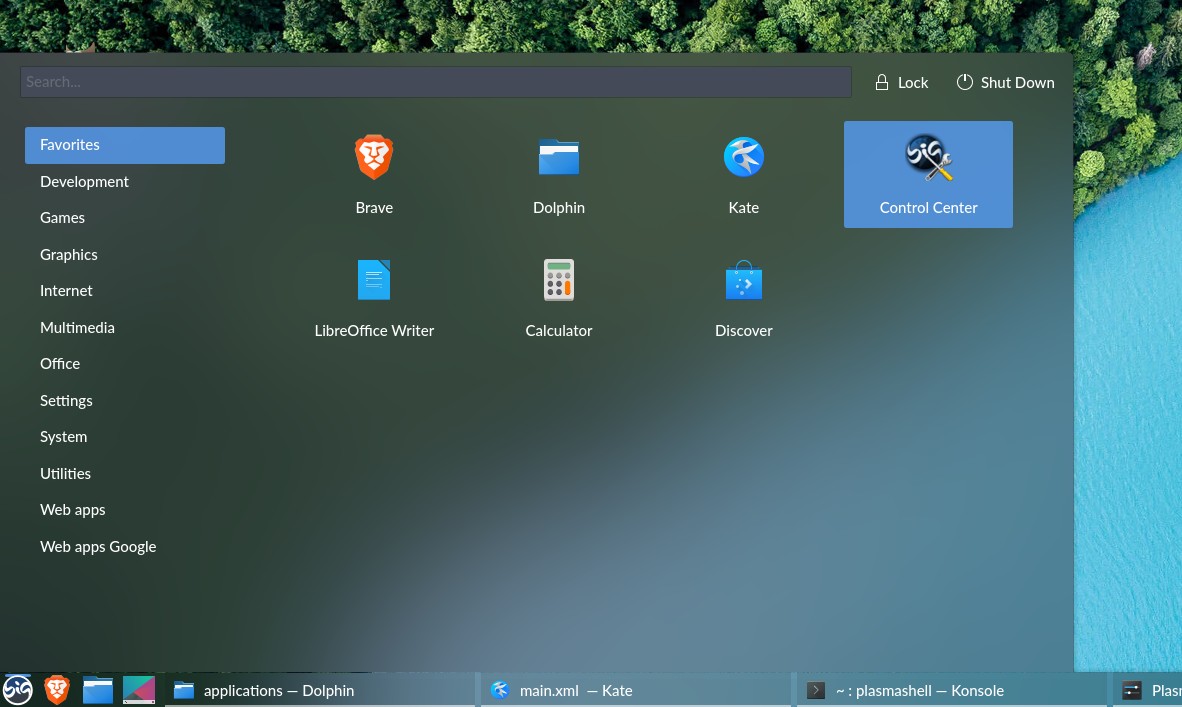 Search...
Lock
Shut Down
Favorites
Development
Games
Graphics
Internet
Multimedia
Office
Settings
System
Utilities
Web apps
Web apps Google
Brave
Dolphin
Kate
Control Center
LibreOffice Writer
Calculator
Discover
applications — Dolphin
main.xml — Kate
~ : plasmashell — Konsole
Plasm